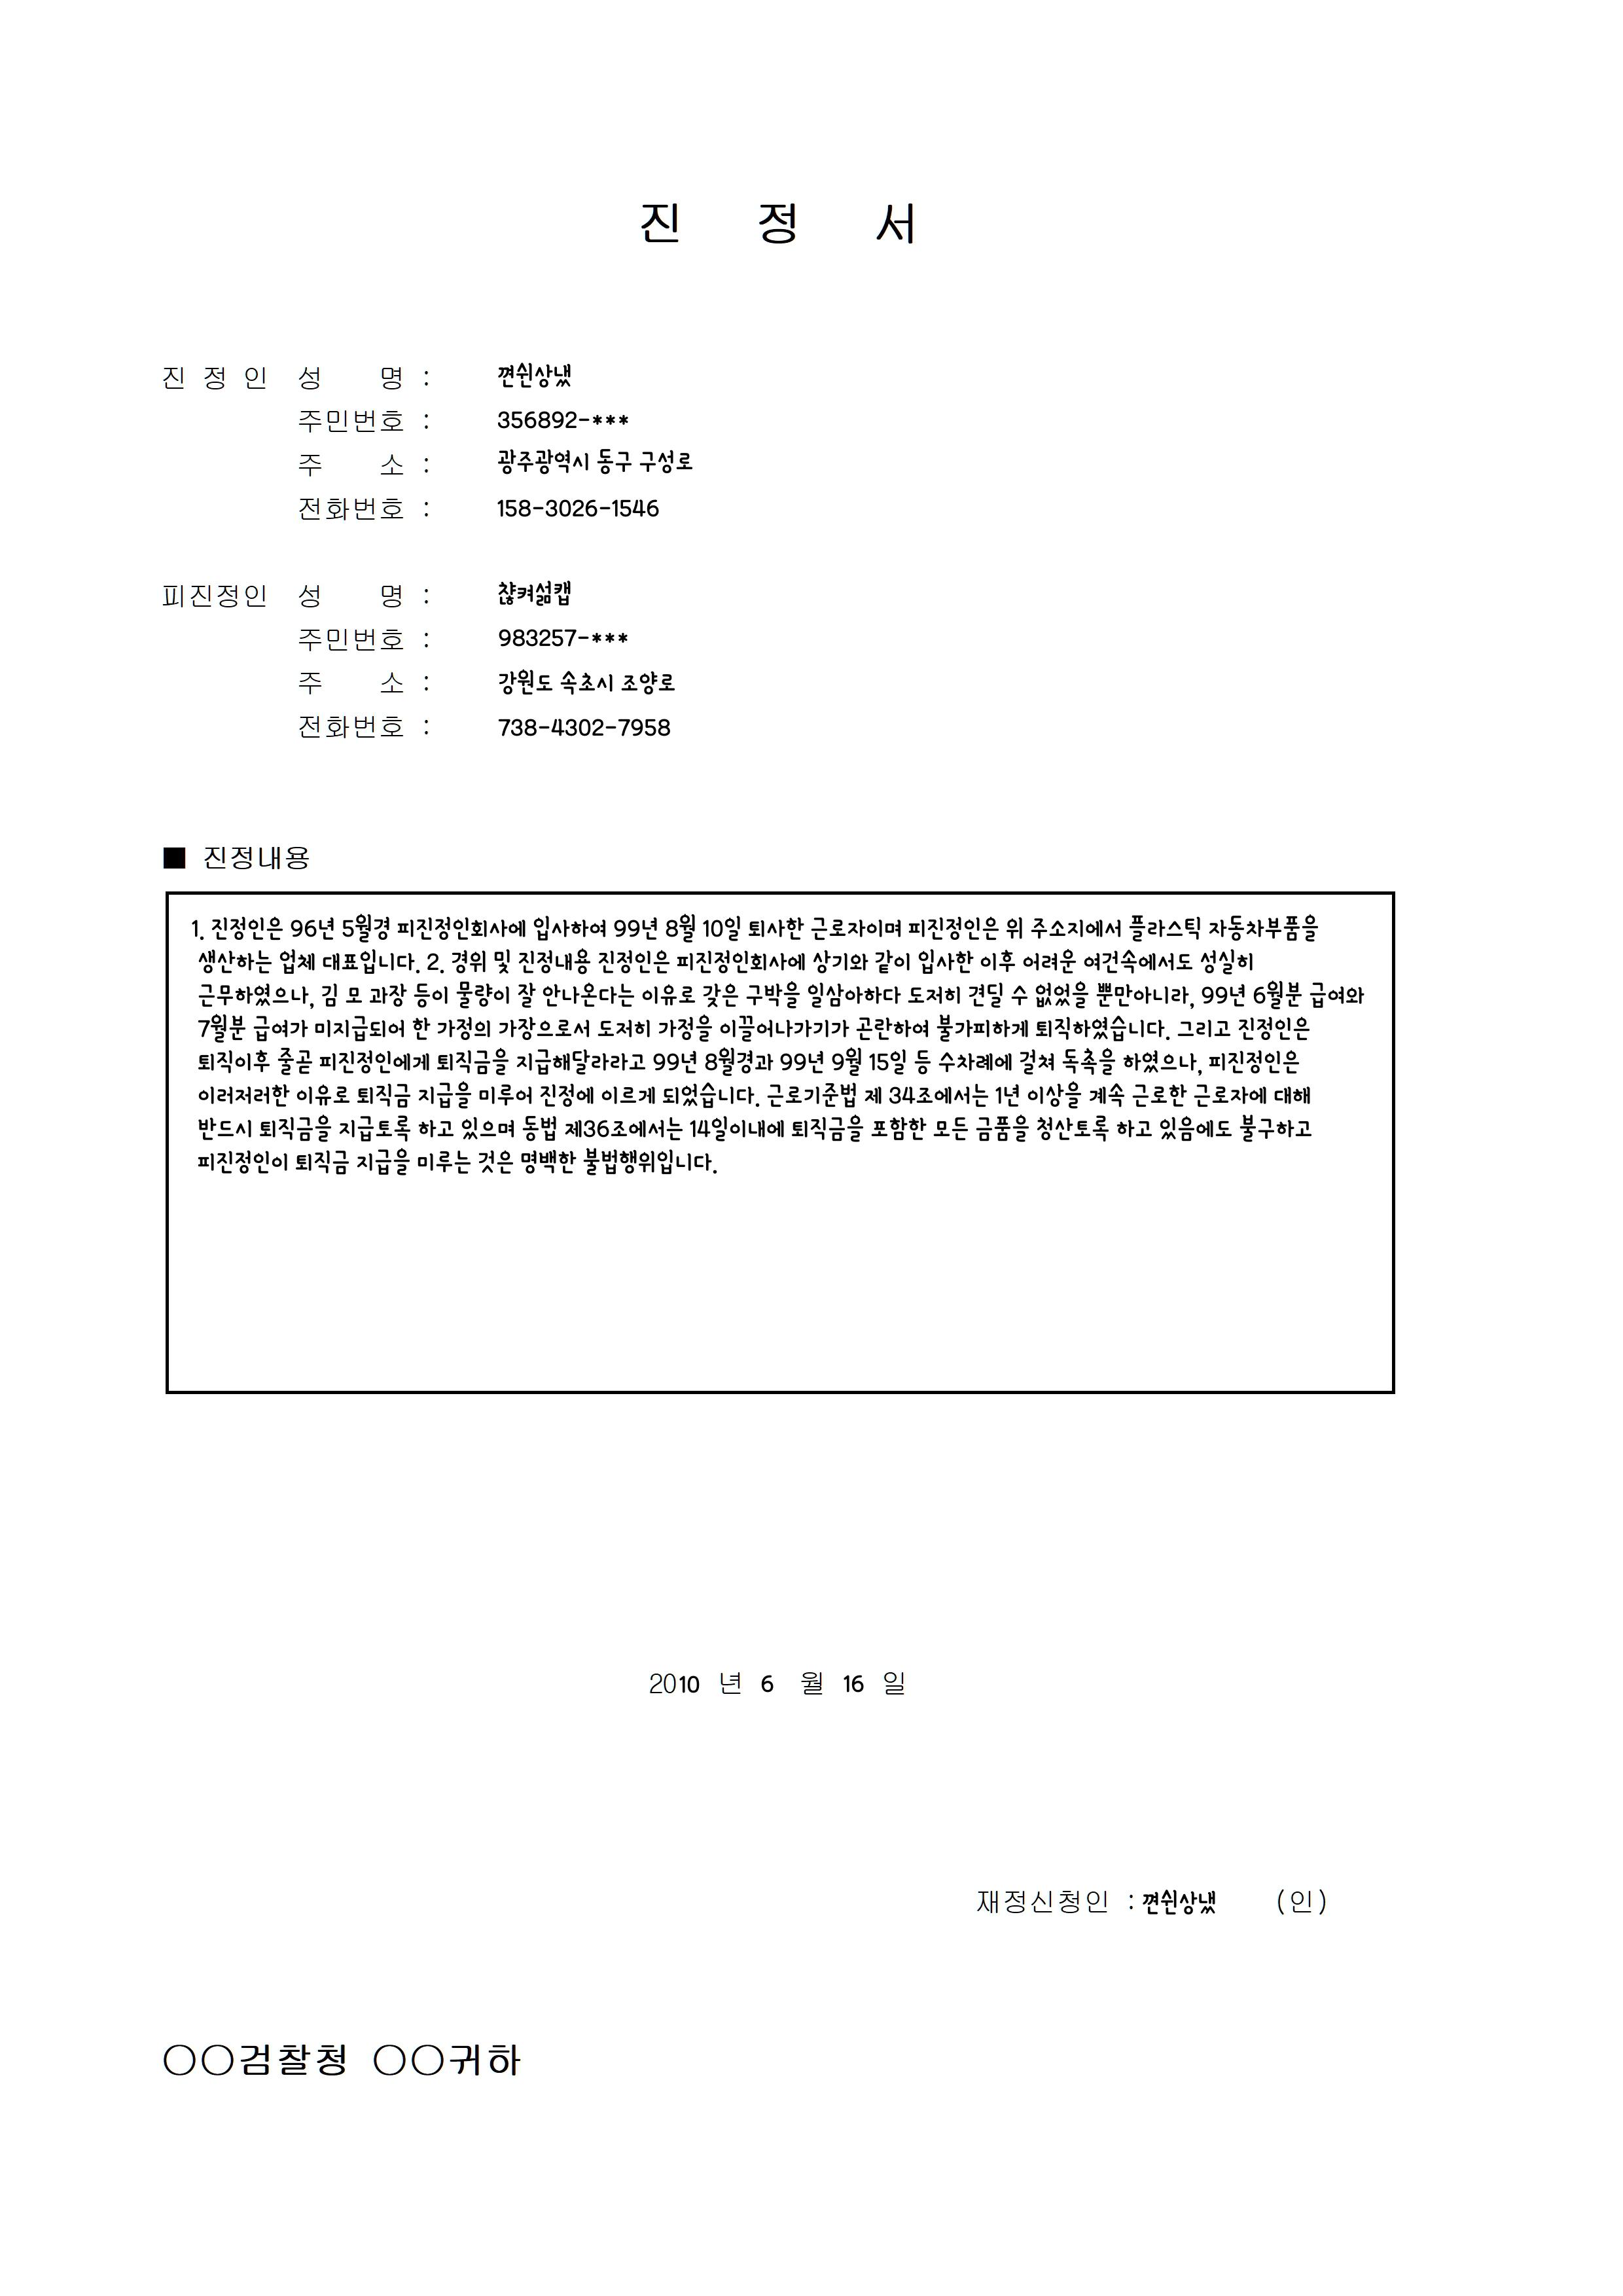 진 정 서
진 정 인 성 명 : 꼔쉰상냈
주민번호 : 356892-***
주 소 : 광주광역시 동구 구성로
전화번호 : 158-3026-1546
피진정인 성 명 : 챦켜섦캡
주민번호 : 983257-***
주 소 : 강원도 속초시 조양로
전화번호 : 738-4302-7958
■ 진정내용
1. 진정인은 96년 5월경 피진정인회사에 입사하여 99년 8월 10일 퇴사한 근로자이며 피진정인은 위 주소지에서 플라스틱 자동차부품을
생산하는 업체 대표입니다. 2. 경위 및 진정내용 진정인은 피진정인회사에 상기와 같이 입사한 이후 어려운 여건속에서도 성실히
근무하였으나, 김 모 과장 등이 물량이 잘 안나온다는 이유로 갖은 구박을 일삼아하다 도저히 견딜 수 없었을 뿐만아니라, 99년 6월분 급여와
7월분 급여가 미지급되어 한 가정의 가장으로서 도저히 가정을 이끌어나가기가 곤란하여 불가피하게 퇴직하였습니다. 그리고 진정인은
퇴직이후 줄곧 피진정인에게 퇴직금을 지급해달라라고 99년 8월경과 99년 9월 15일 등 수차례에 걸쳐 독촉을 하였으나, 피진정인은
이러저러한 이유로 퇴직금 지급을 미루어 진정에 이르게 되었습니다. 근로기준법 제 34조에서는 1년 이상을 계속 근로한 근로자에 대해
반드시 퇴직금을 지급토록 하고 있으며 동법 제36조에서는 14일이내에 퇴직금을 포함한 모든 금품을 청산토록 하고 있음에도 불구하고
피진정인이 퇴직금 지급을 미루는 것은 명백한 불법행위입니다.
2010 년 6 월 16 일
재정신청인 : 꼔쉰상냈 (인)
○○검찰청 ○○귀하